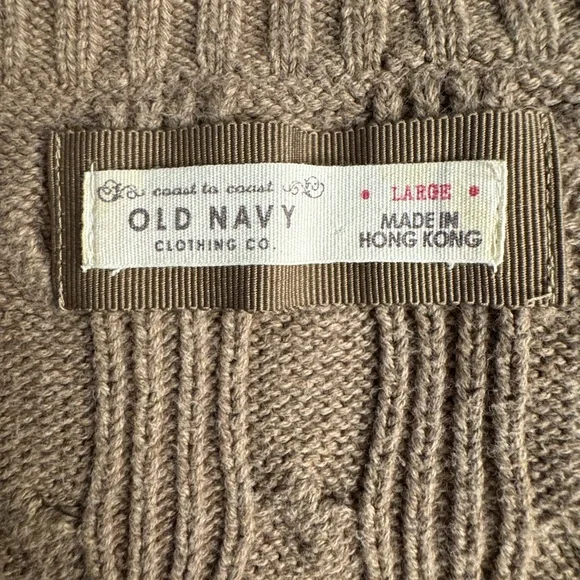 coast to coast
OLD NAVY
CLOTHING CO.
• LARGE •
MADE IN
HONG KONG